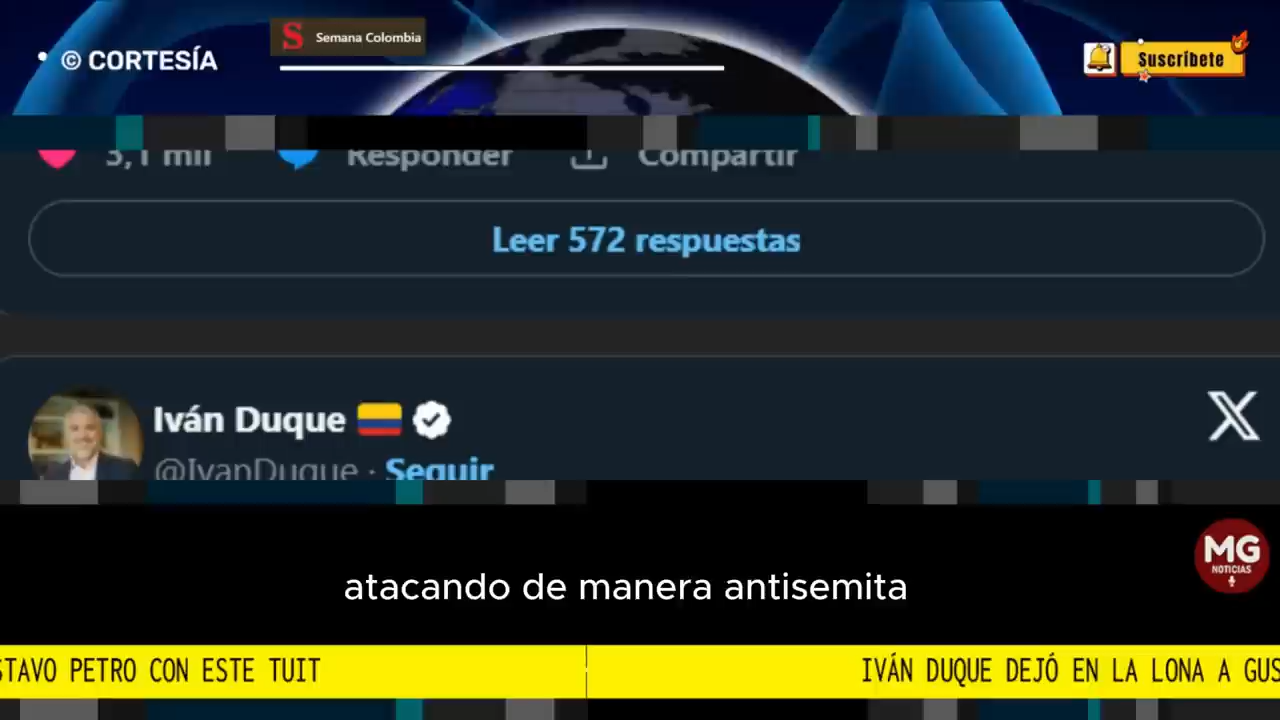 © CORTESÍA
S Semana Colombia
Suscríbete
3,1 mil Responder Compartir
Leer 572 respuestas
Iván Duque
@IvanDuque · Seguir
X
MG
NOTICIAS
atacando de manera antisemita
STAVO PETRO CON ESTE TUIT
IVÁN DUQUE DEJÓ EN LA LONA A GUS